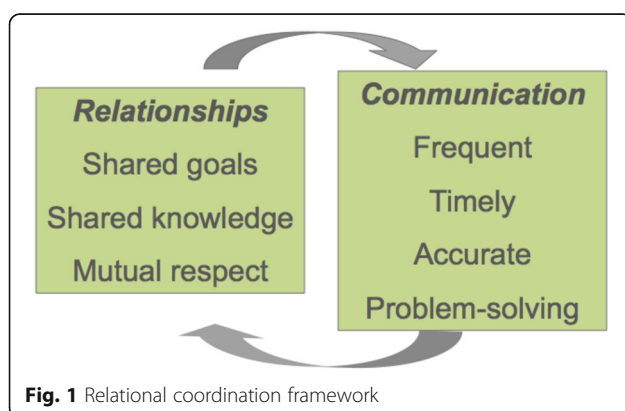 Relationships
Shared goals
Shared knowledge
Mutual respect
Communication
Frequent
Timely
Accurate
Problem-solving
Fig. 1 Relational coordination framework